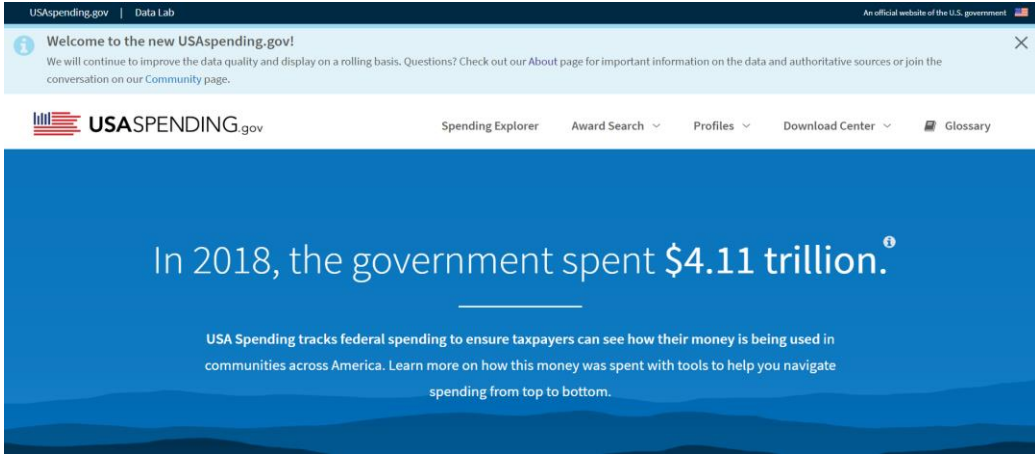 USAspending.gov | Data Lab
An official website of the U.S. government
Welcome to the new USAspending.gov!
We will continue to improve the data quality and display on a rolling basis. Questions? Check out our About page for important information on the data and authoritative sources or join the
conversation on our Community page.
USASPENDING.gov
Spending Explorer
Award Search
Profiles
Download Center
Glossary
In 2018, the government spent $4.11 trillion.
USA Spending tracks federal spending to ensure taxpayers can see how their money is being used in
communities across America. Learn more on how this money was spent with tools to help you navigate
spending from top to bottom.